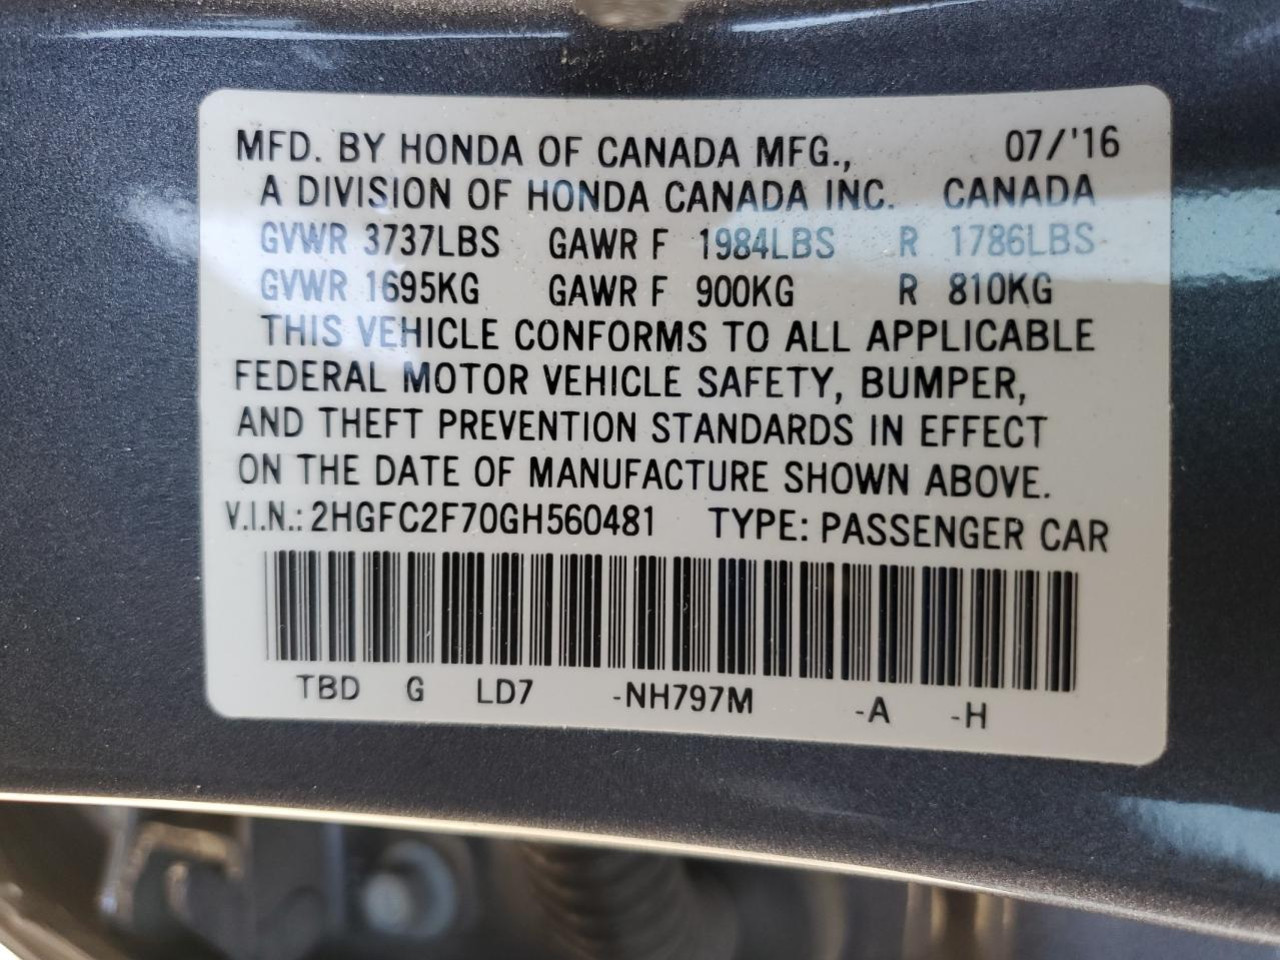 MFD. BY HONDA OF CANADA MFG., 07/'16
A DIVISION OF HONDA CANADA INC. CANADA
GVWR 3737LBS GAWR F 1984LBS R 1786LBS
GVWR 1695KG GAWR F 900KG R 810KG
THIS VEHICLE CONFORMS TO ALL APPLICABLE
FEDERAL MOTOR VEHICLE SAFETY, BUMPER,
AND THEFT PREVENTION STANDARDS IN EFFECT
ON THE DATE OF MANUFACTURE SHOWN ABOVE.
V.I.N.: 2HGFC2F70GH560481 TYPE: PASSENGER CAR
TBD G LD7 -NH797M -A -H